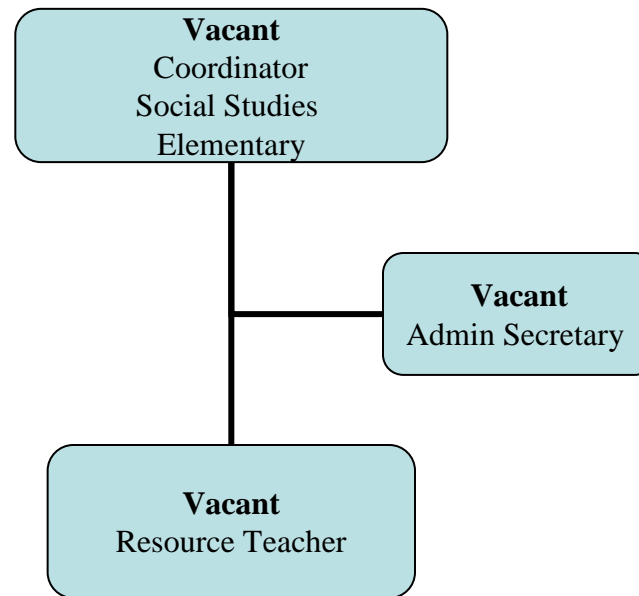 Vacant
Coordinator
Social Studies
Elementary
Vacant
Admin Secretary
Vacant
Resource Teacher